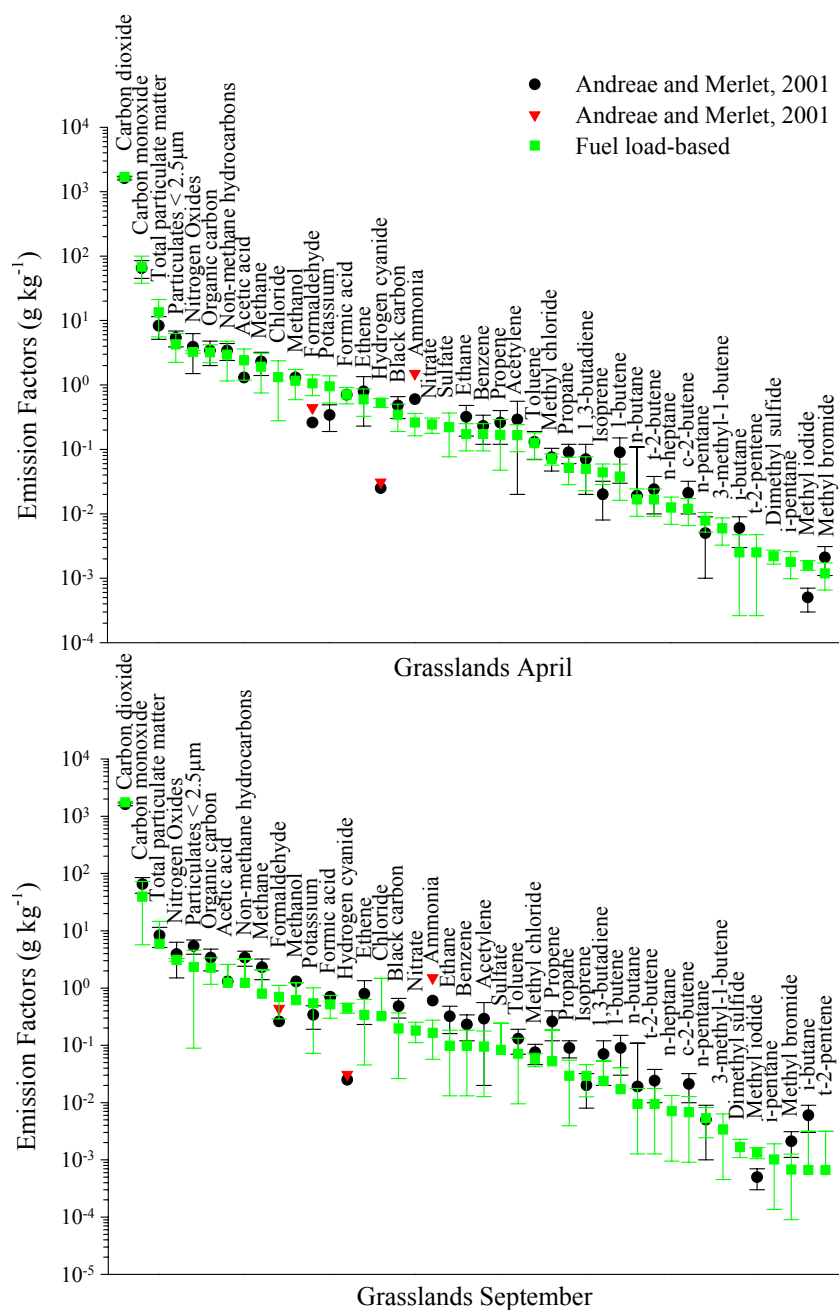 Andreae and Merlet, 2001
Andreae and Merlet, 2001
Fuel load-based
Emission Factors (g kg⁻¹)
10⁴
10³
10²
10¹
10⁰
10⁻¹
10⁻²
10⁻³
10⁻⁴
Carbon dioxide
Carbon monoxide
Total particulate matter
Particulates < 2.5μm
Nitrogen Oxides
Organic carbon
Non-methane hydrocarbons
Acetic acid
Methane
Chloride
Methanol
Formaldehyde
Potassium
Formic acid
Ethene
Hydrogen cyanide
Black carbon
Ammonia
Nitrate
Sulfate
Ethane
Benzene
Propene
Acetylene
Toluene
Methyl chloride
Propane
1,3-butadiene
Isoprene
1-butene
n-butane
t-2-butene
n-heptane
c-2-butene
n-pentane
3-methyl-1-butene
i-butane
t-2-pentene
Dimethyl sulfide
i-pentane
Methyl iodide
Methyl bromide
Grasslands April
Emission Factors (g kg⁻¹)
10⁴
10³
10²
10¹
10⁰
10⁻¹
10⁻²
10⁻³
10⁻⁴
10⁻⁵
Carbon dioxide
Carbon monoxide
Total particulate matter
Nitrogen Oxides
Particulates < 2.5μm
Organic carbon
Acetic acid
Non-methane hydrocarbons
Methane
Formaldehyde
Methanol
Potassium
Formic acid
Hydrogen cyanide
Ethene
Chloride
Black carbon
Nitrate
Ammonia
Ethane
Benzene
Acetylene
Sulfate
Toluene
Methyl chloride
Propene
Propane
Isoprene
1,3-butadiene
1-butene
n-butane
t-2-butene
n-heptane
c-2-butene
n-pentane
3-methyl-1-butene
Dimethyl sulfide
Methyl iodide
i-pentane
Methyl bromide
i-butane
t-2-pentene
Grasslands September